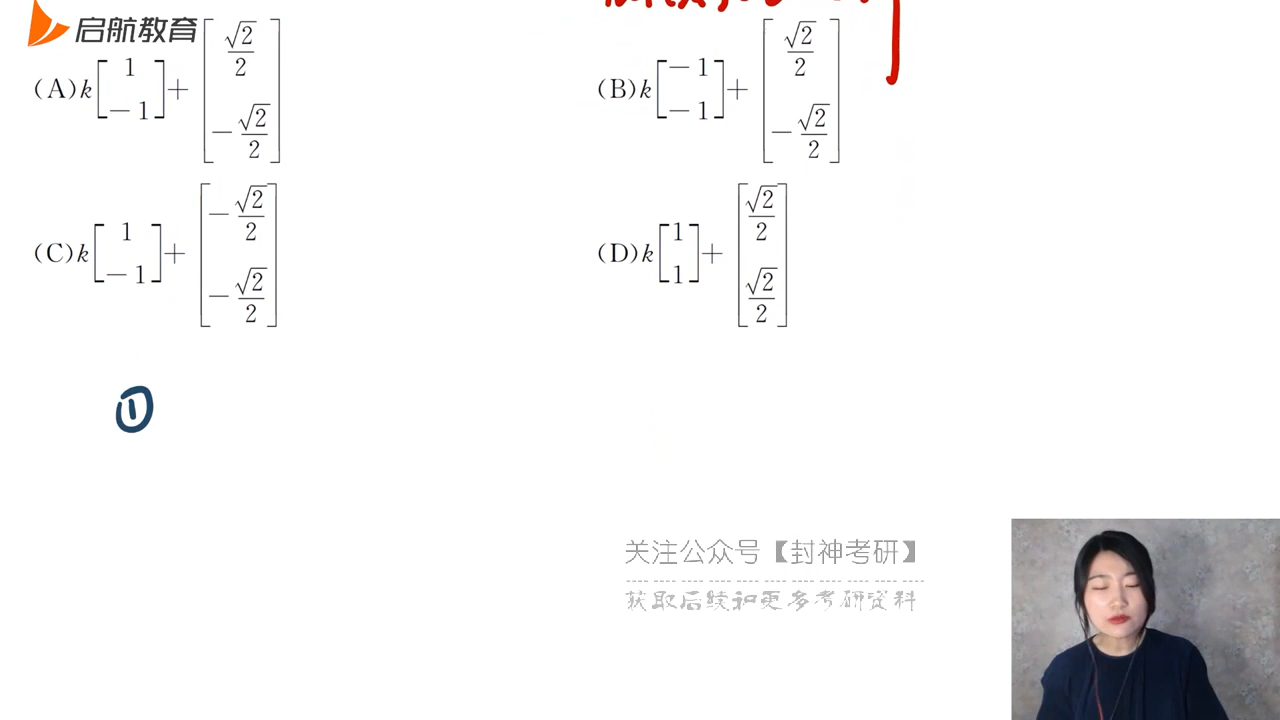 启航教育
(A) k[1 −1] + [√2/2 −√2/2]
(B) k[−1 −1] + [√2/2 −√2/2]
(C) k[1 −1] + [−√2/2 −√2/2]
(D) k[1 1] + [√2/2 √2/2]
①
关注公众号【封神考研】
获取后续和更多考研资料